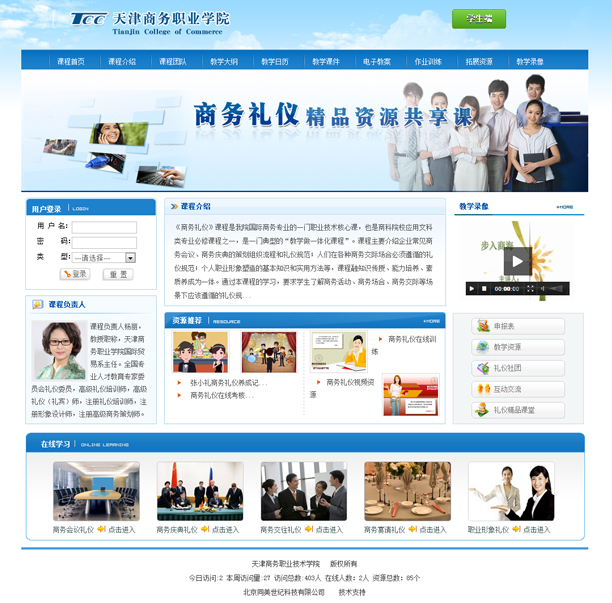 TCC 天津商务职业学院
Tianjin College of Commerce
学生端
课程首页 课程介绍 课程团队 教学大纲 教学日历 教学课件 电子教案 作业训练 拓展资源 教学录像
商务礼仪 精品资源共享课
用户登录 LOGIN
用 户 名:
密 码:
类 型: ---请选择---
登录 重 置
课程介绍
《商务礼仪》课程是我院国际商务专业的一门职业技术核心课，也是商科院校应用文科
类专业必修课程之一，是一门典型的“教学做一体化课程”。课程主要介绍企业常见商
务会议、商务庆典的策划组织流程和礼仪规范；人们在各种商务交际场合必须遵循的礼
仪规范；个人职业形象塑造的基本知识和实用方法等，课程融知识传授、能力培养、素
质养成为一体。通过本课程的学习，要求学生了解商务活动、商务场合、商务交际等场
景下应该遵循的礼仪规...
教学录像 +MORE
步入商海
主讲人:
00:00
课程负责人
课程负责人杨丽，
教授职称，天津商
务职业学院国际贸
易系主任。全国专
业人才教育专家委
员会礼仪委员，高级礼仪培训师，高级
礼仪（礼宾）师，注册礼仪培训师，注
册形象设计师，注册高级商务策划师。
资源推荐 RESOURCE +MORE
张小礼商务礼仪养成记...
商务礼仪在线考核...
商务礼仪视频资
源
商务礼仪在线训
练
申报表
教学资源
礼仪社团
互动交流
礼仪精品课堂
在线学习 ONLINE LEARNING
商务会议礼仪 点击进入 商务庆典礼仪 点击进入 商务交往礼仪 点击进入 商务宴请礼仪 点击进入 职业形象礼仪 点击进入
天津商务职业技术学院 版权所有
今日访问:2 本周访问量:27 访问总数:403人 在线人数: 2人 资源总数: 85个
北京同美世纪科技有限公司 技术支持